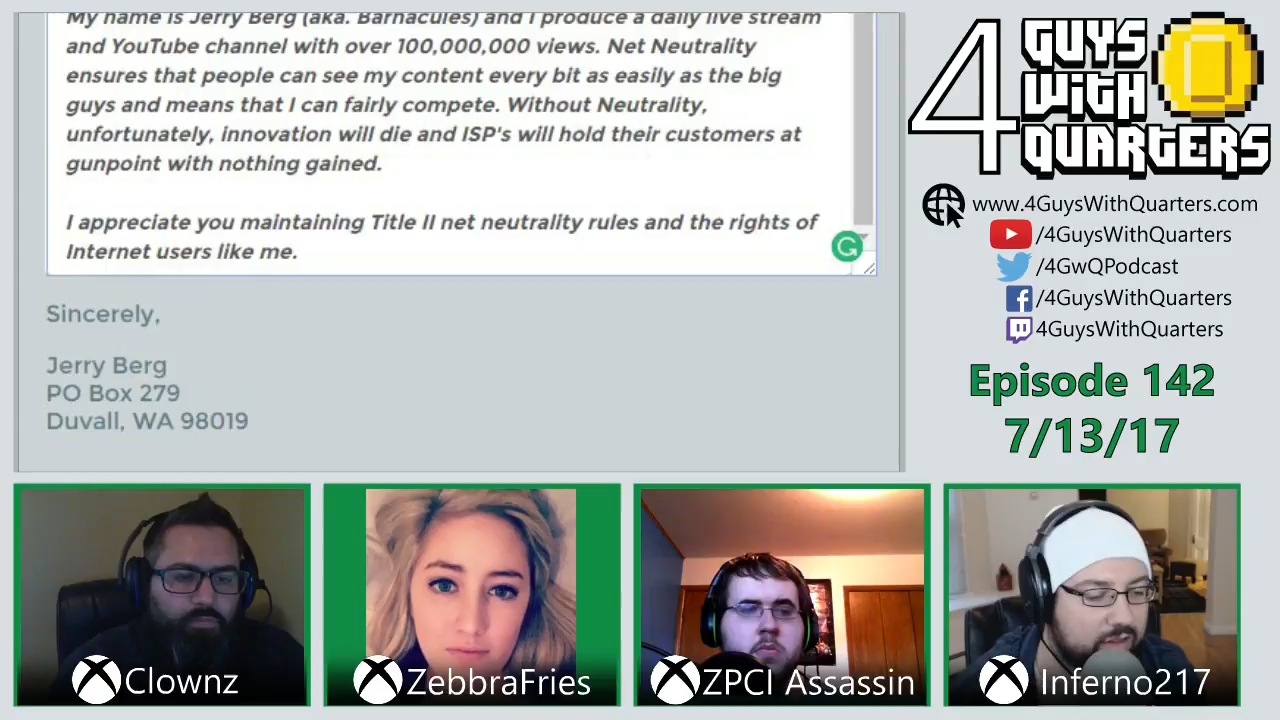 My name is Jerry Berg (aka. Barnacules) and I produce a daily live stream
and YouTube channel with over 100,000,000 views. Net Neutrality
ensures that people can see my content every bit as easily as the big
guys and means that I can fairly compete. Without Neutrality,
unfortunately, innovation will die and ISP's will hold their customers at
gunpoint with nothing gained.
I appreciate you maintaining Title II net neutrality rules and the rights of
Internet users like me.
Sincerely,
Jerry Berg
PO Box 279
Duvall, WA 98019
4 GUYS
WITH
QUARTERS
www.4GuysWithQuarters.com
/4GuysWithQuarters
/4GwQPodcast
/4GuysWithQuarters
4GuysWithQuarters
Episode 142
7/13/17
Clownz
ZebbraFries
ZPCI Assassin
Inferno217